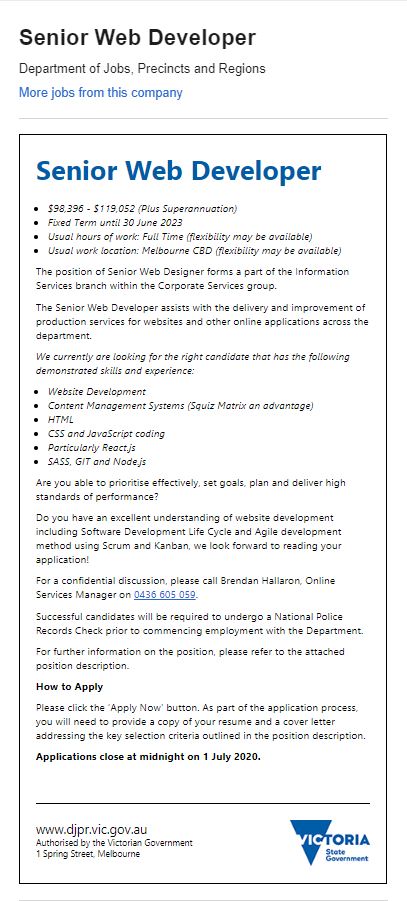 Senior Web Developer
Department of Jobs, Precincts and Regions
More jobs from this company
Senior Web Developer
• $98,396 - $119,052 (Plus Superannuation)
• Fixed Term until 30 June 2023
• Usual hours of work: Full Time (flexibility may be available)
• Usual work location: Melbourne CBD (flexibility may be available)
The position of Senior Web Designer forms a part of the Information
Services branch within the Corporate Services group.
The Senior Web Developer assists with the delivery and improvement of
production services for websites and other online applications across the
department.
We currently are looking for the right candidate that has the following
demonstrated skills and experience:
• Website Development
• Content Management Systems (Squiz Matrix an advantage)
• HTML
• CSS and JavaScript coding
• Particularly React.js
• SASS, GIT and Node.js
Are you able to prioritise effectively, set goals, plan and deliver high
standards of performance?
Do you have an excellent understanding of website development
including Software Development Life Cycle and Agile development
method using Scrum and Kanban, we look forward to reading your
application!
For a confidential discussion, please call Brendan Hallaron, Online
Services Manager on 0436 605 059.
Successful candidates will be required to undergo a National Police
Records Check prior to commencing employment with the Department.
For further information on the position, please refer to the attached
position description.
How to Apply
Please click the 'Apply Now' button. As part of the application process,
you will need to provide a copy of your resume and a cover letter
addressing the key selection criteria outlined in the position description.
Applications close at midnight on 1 July 2020.
www.djpr.vic.gov.au
Authorised by the Victorian Government
1 Spring Street, Melbourne
VICTORIA
State
Government